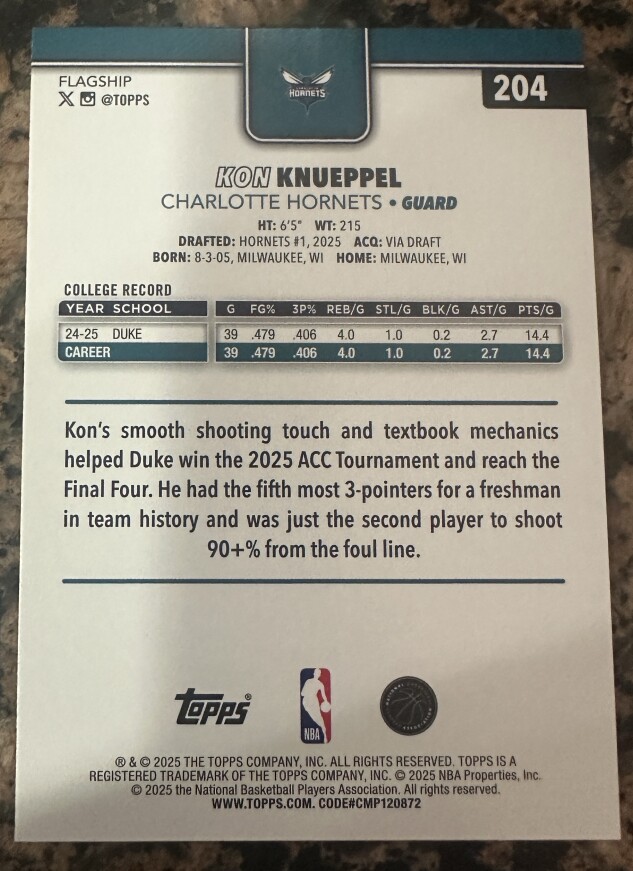 FLAGSHIP
X @TOPPS
HORNETS
204
KON KNUEPPEL
CHARLOTTE HORNETS • GUARD
HT: 6'5" WT: 215
DRAFTED: HORNETS #1, 2025 ACQ: VIA DRAFT
BORN: 8-3-05, MILWAUKEE, WI HOME: MILWAUKEE, WI
COLLEGE RECORD
YEAR SCHOOL G FG% 3P% REB/G STL/G BLK/G AST/G PTS/G
24-25 DUKE 39 .479 .406 4.0 1.0 0.2 2.7 14.4
CAREER 39 .479 .406 4.0 1.0 0.2 2.7 14.4
Kon's smooth shooting touch and textbook mechanics
helped Duke win the 2025 ACC Tournament and reach the
Final Four. He had the fifth most 3-pointers for a freshman
in team history and was just the second player to shoot
90+% from the foul line.
Topps®
NBA
® & © 2025 THE TOPPS COMPANY, INC. ALL RIGHTS RESERVED. TOPPS IS A
REGISTERED TRADEMARK OF THE TOPPS COMPANY, INC. © 2025 NBA Properties, Inc.
© 2025 the National Basketball Players Association. All rights reserved.
WWW.TOPPS.COM. CODE#CMP120872